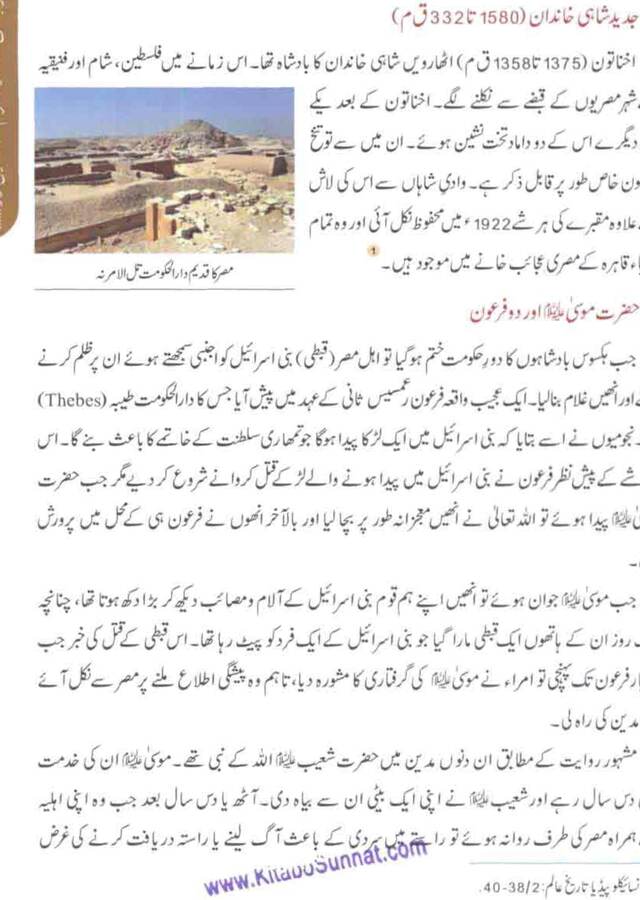 جدید شاہی خاندان (1580 تا 332 ق م)
اخناتون (1375 تا 1358 ق م) اٹھارویں شاہی خاندان کا بادشاہ تھا۔ اس زمانے میں فلسطین، شام اور فنیقیہ
شہر مصریوں کے قبضے سے نکلنے لگے۔ اخناتون کے بعد یکے
دیگرے اس کے دو داماد تخت نشین ہوئے۔ ان میں سے توتنخ
خاص طور پر قابل ذکر ہے۔ وادیِ شاہاں سے اس کی لاش
علاوہ مقبرے کی ہر شے 1922ء میں محفوظ نکل آئی اور وہ تمام
قاہرہ کے مصری عجائب خانے میں موجود ہیں۔ 1
مصر کا قدیم دارالحکومت تل الامرنہ
حضرت موسیٰ علیہ السلام اور دو فرعون
جب ہکسوس بادشاہوں کا دورِ حکومت ختم ہو گیا تو اہل مصر (قبطی) بنی اسرائیل کو اجنبی سمجھتے ہوئے ان پر ظلم کرنے
اور انھیں غلام بنا لیا۔ ایک عجیب واقعہ فرعون رعمسیس ثانی کے عہد میں پیش آیا جس کا دارالحکومت طیبہ (Thebes)
نجومیوں نے اسے بتایا کہ بنی اسرائیل میں ایک لڑکا پیدا ہوگا جو تمھاری سلطنت کے خاتمے کا باعث بنے گا۔ اس
شے کے پیش نظر فرعون نے بنی اسرائیل میں پیدا ہونے والے لڑکے قتل کروانے شروع کر دیے مگر جب حضرت
علیہ السلام پیدا ہوئے تو اللہ تعالیٰ نے انھیں معجزانہ طور پر بچا لیا اور بالآخر انھوں نے فرعون ہی کے محل میں پرورش
جب موسیٰ علیہ السلام جوان ہوئے تو انھیں اپنے ہم قوم بنی اسرائیل کے آلام و مصائب دیکھ کر بڑا دکھ ہوتا تھا، چنانچہ
روز ان کے ہاتھوں ایک قبطی مارا گیا جو بنی اسرائیل کے ایک فرد کو پیٹ رہا تھا۔ اس قبطی کے قتل کی خبر جب
فرعون تک پہنچی تو امراء نے موسیٰ علیہ السلام کی گرفتاری کا مشورہ دیا، تاہم وہ پیشگی اطلاع ملنے پر مصر سے نکل آئے
مدین کی راہ لی۔
مشہور روایت کے مطابق ان دنوں مدین میں حضرت شعیب علیہ السلام اللہ کے نبی تھے۔ موسیٰ علیہ السلام ان کی خدمت
دس سال رہے اور شعیب علیہ السلام نے اپنی ایک بیٹی ان سے بیاہ دی۔ آٹھ یا دس سال بعد جب وہ اپنی اہلیہ
ہمراہ مصر کی طرف روانہ ہوئے تو راستے میں سردی کے باعث آگ لینے یا راستہ دریافت کرنے کی غرض
www.KitaboSunnat.com
نسائیکلو پیڈیا تاریخ عالم: 2/38-40.